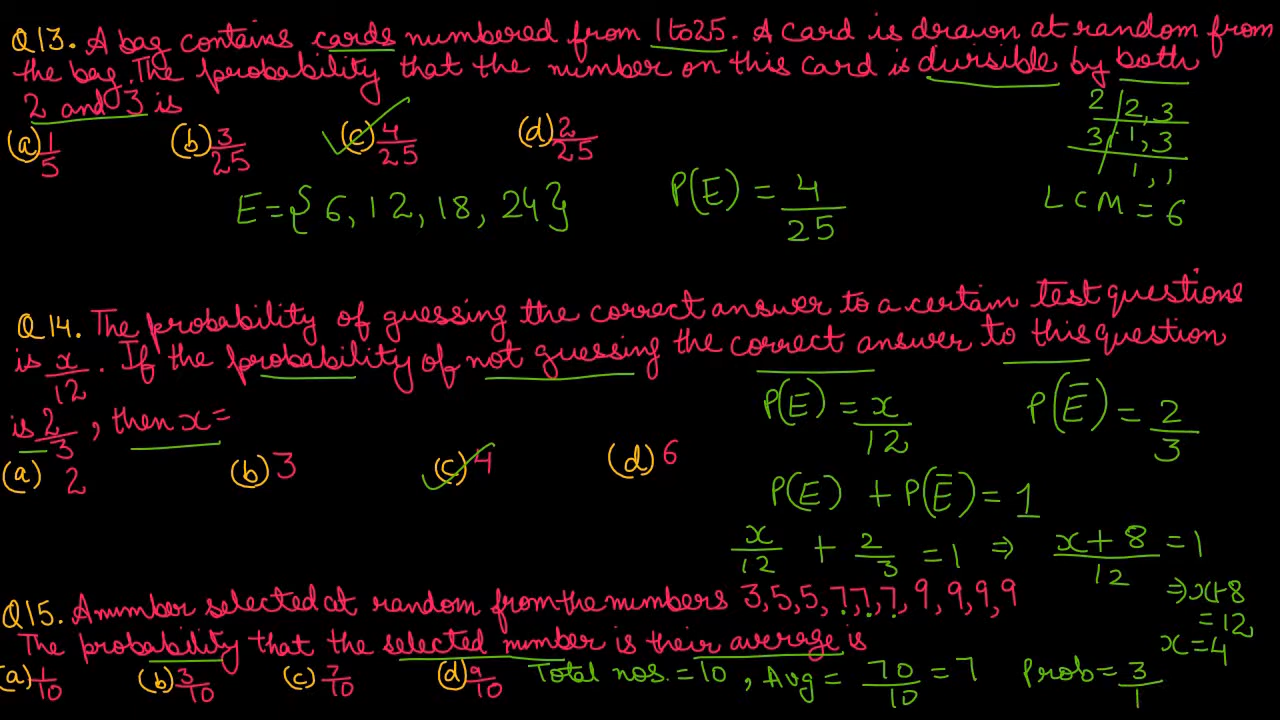 Q13. A bag contains cards numbered from 1 to 25. A card is drawn at random from
the bag. The probability that the number on this card is divisible by both
2 and 3 is
(a) 1/5 (b) 3/25 (c) 4/25 (d) 2/25
2 | 2, 3
3 | 1, 3
1, 1
LCM = 6
E = {6, 12, 18, 24} P(E) = 4/25
Q14. The probability of guessing the correct answer to a certain test questions
is x/12. If the probability of not guessing the correct answer to this question
is 2/3, then x =
(a) 2 (b) 3 (c) 4 (d) 6
P(E) = x/12 P(Ē) = 2/3
P(E) + P(Ē) = 1
x/12 + 2/3 = 1 ⇒ x+8/12 = 1
⇒ x+8
= 12
x = 4
Q15. A number selected at random from the numbers 3, 5, 5, 7, 7, 7, 9, 9, 9, 9
The probability that the selected number is their average is
(a) 1/10 (b) 3/10 (c) 7/10 (d) 9/10 Total nos. = 10, Avg = 70/10 = 7 Prob = 3/1